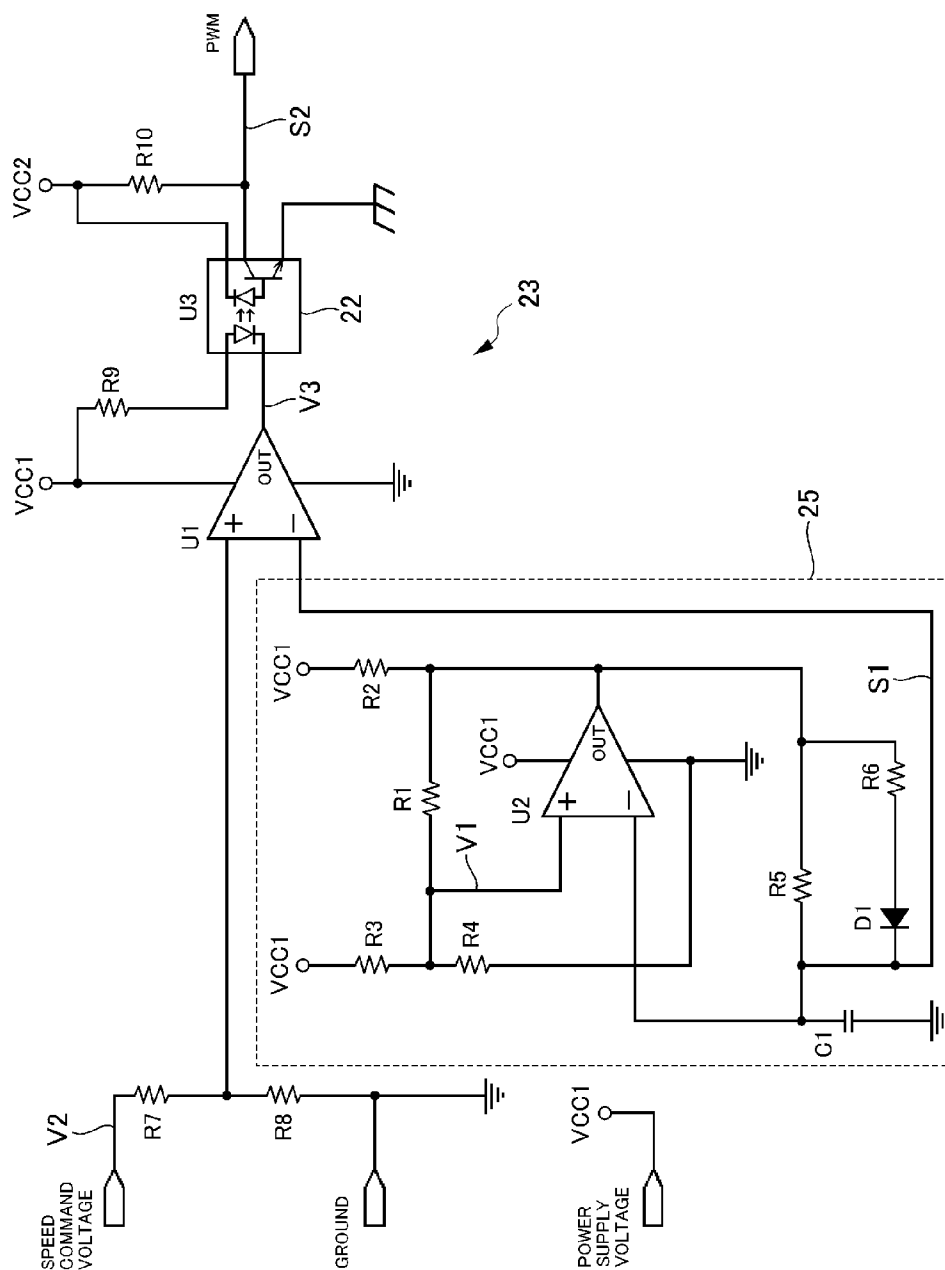 SPEED
COMMAND
VOLTAGE
V2
R7
R8
GROUND
POWER
SUPPLY
VOLTAGE
VCC1
VCC1
R9
U1
+
−
OUT
V3
U3
22
VCC2
R10
S2
PWM
23
25
VCC1
R3
R4
V1
R1
VCC1
R2
VCC1
U2
+
−
OUT
C1
R5
D1
R6
S1